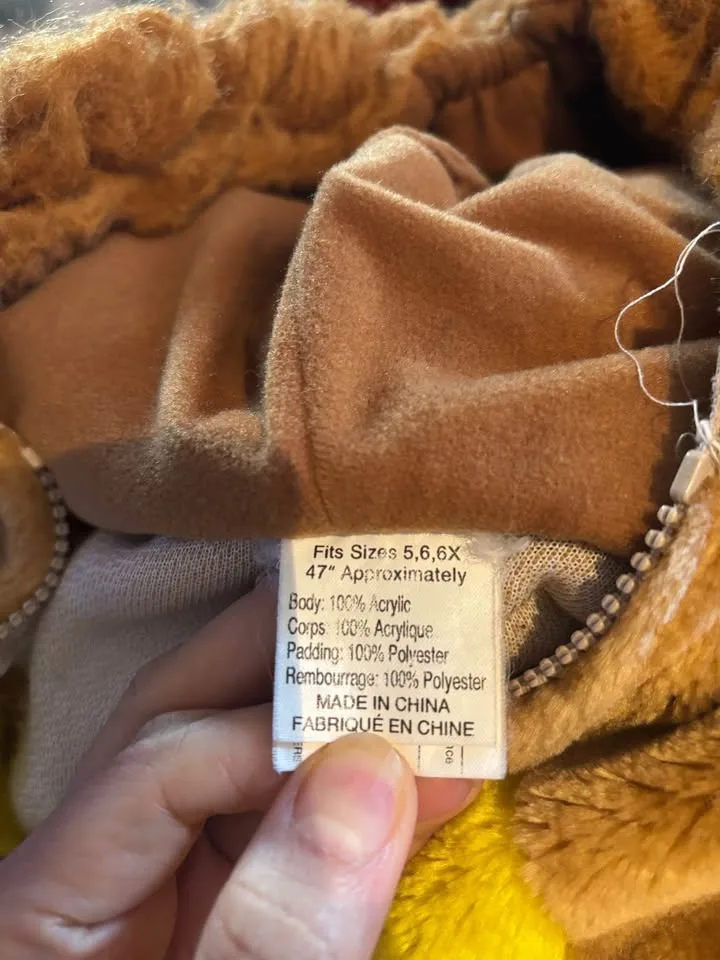 Fits Sizes 5,6,6X
47" Approximately
Body: 100% Acrylic
Corps: 100% Acrylique
Padding: 100% Polyester
Rembourrage: 100% Polyester
MADE IN CHINA
FABRIQUÉ EN CHINE